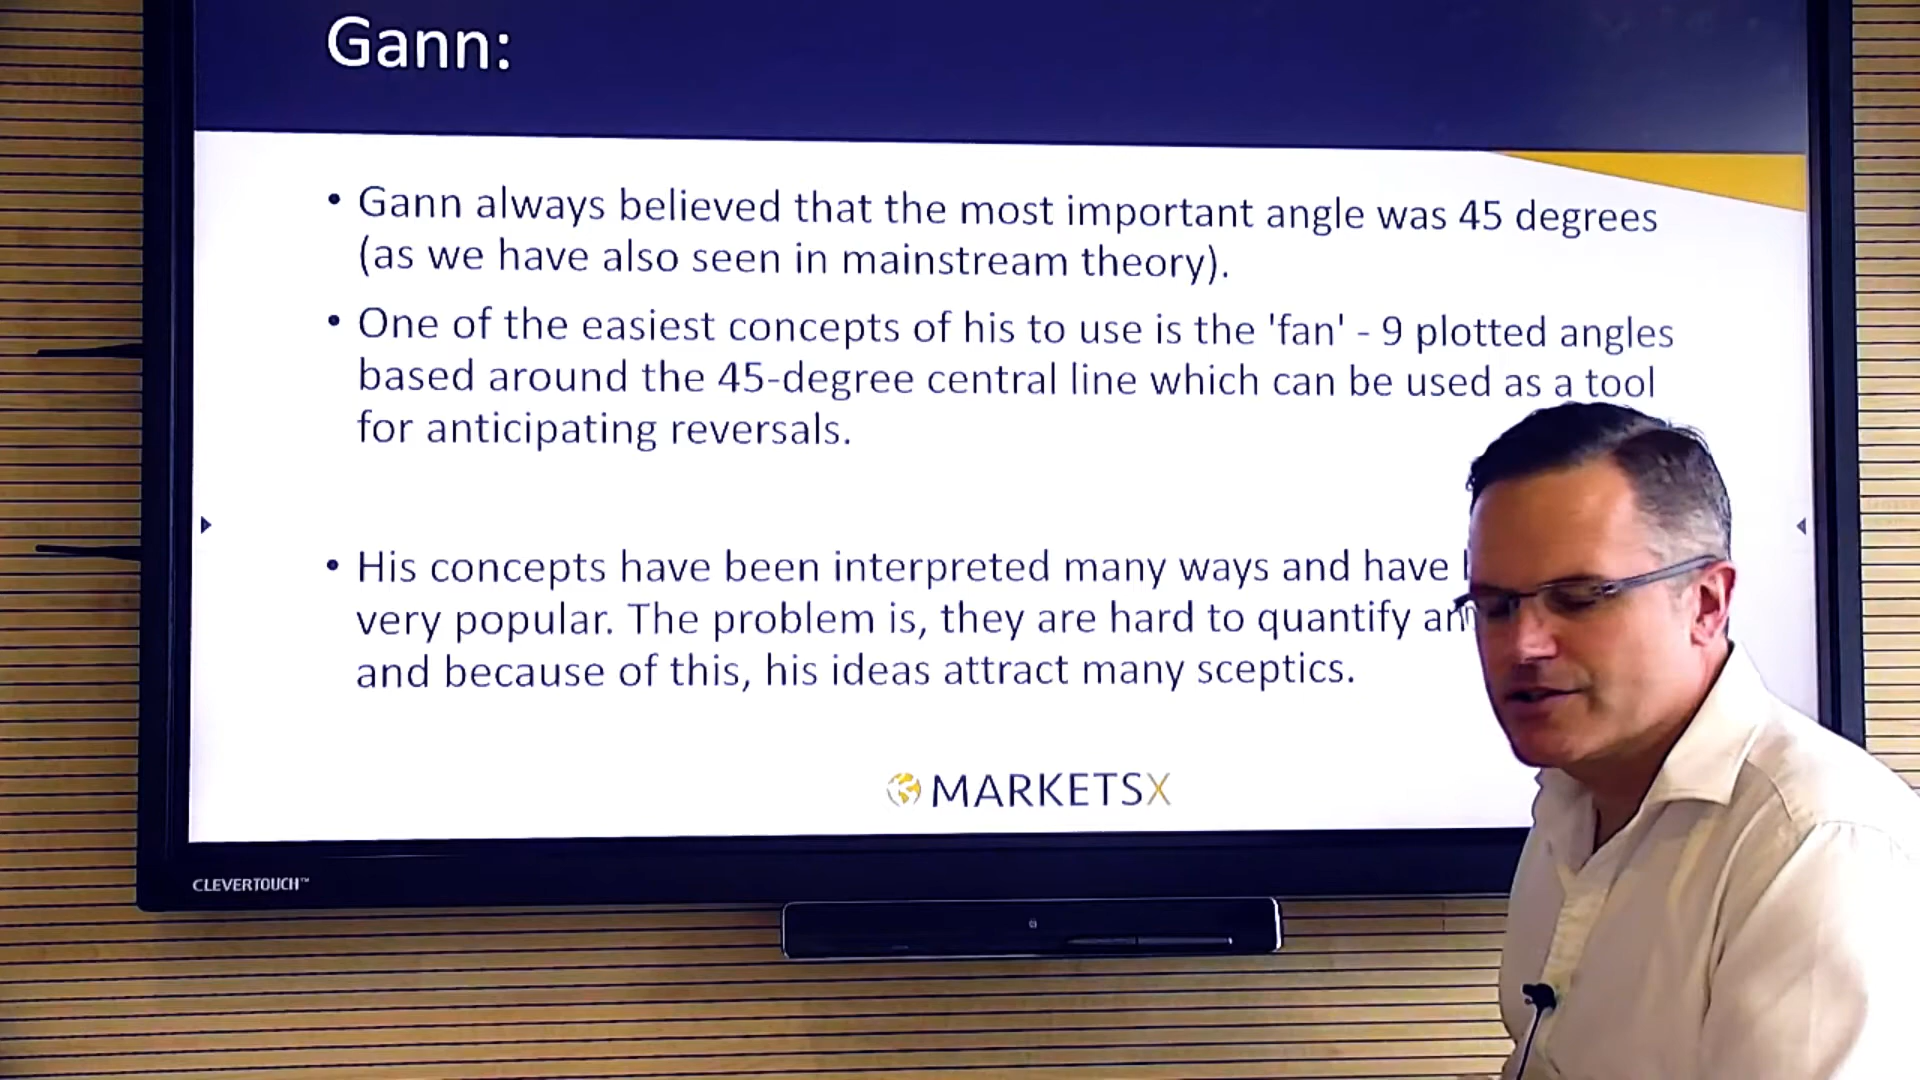 Gann:
• Gann always believed that the most important angle was 45 degrees
(as we have also seen in mainstream theory).
• One of the easiest concepts of his to use is the 'fan' - 9 plotted angles
based around the 45-degree central line which can be used as a tool
for anticipating reversals.
• His concepts have been interpreted many ways and have
very popular. The problem is, they are hard to quantify
and because of this, his ideas attract many sceptics.
MARKETSX
CLEVERTOUCH™